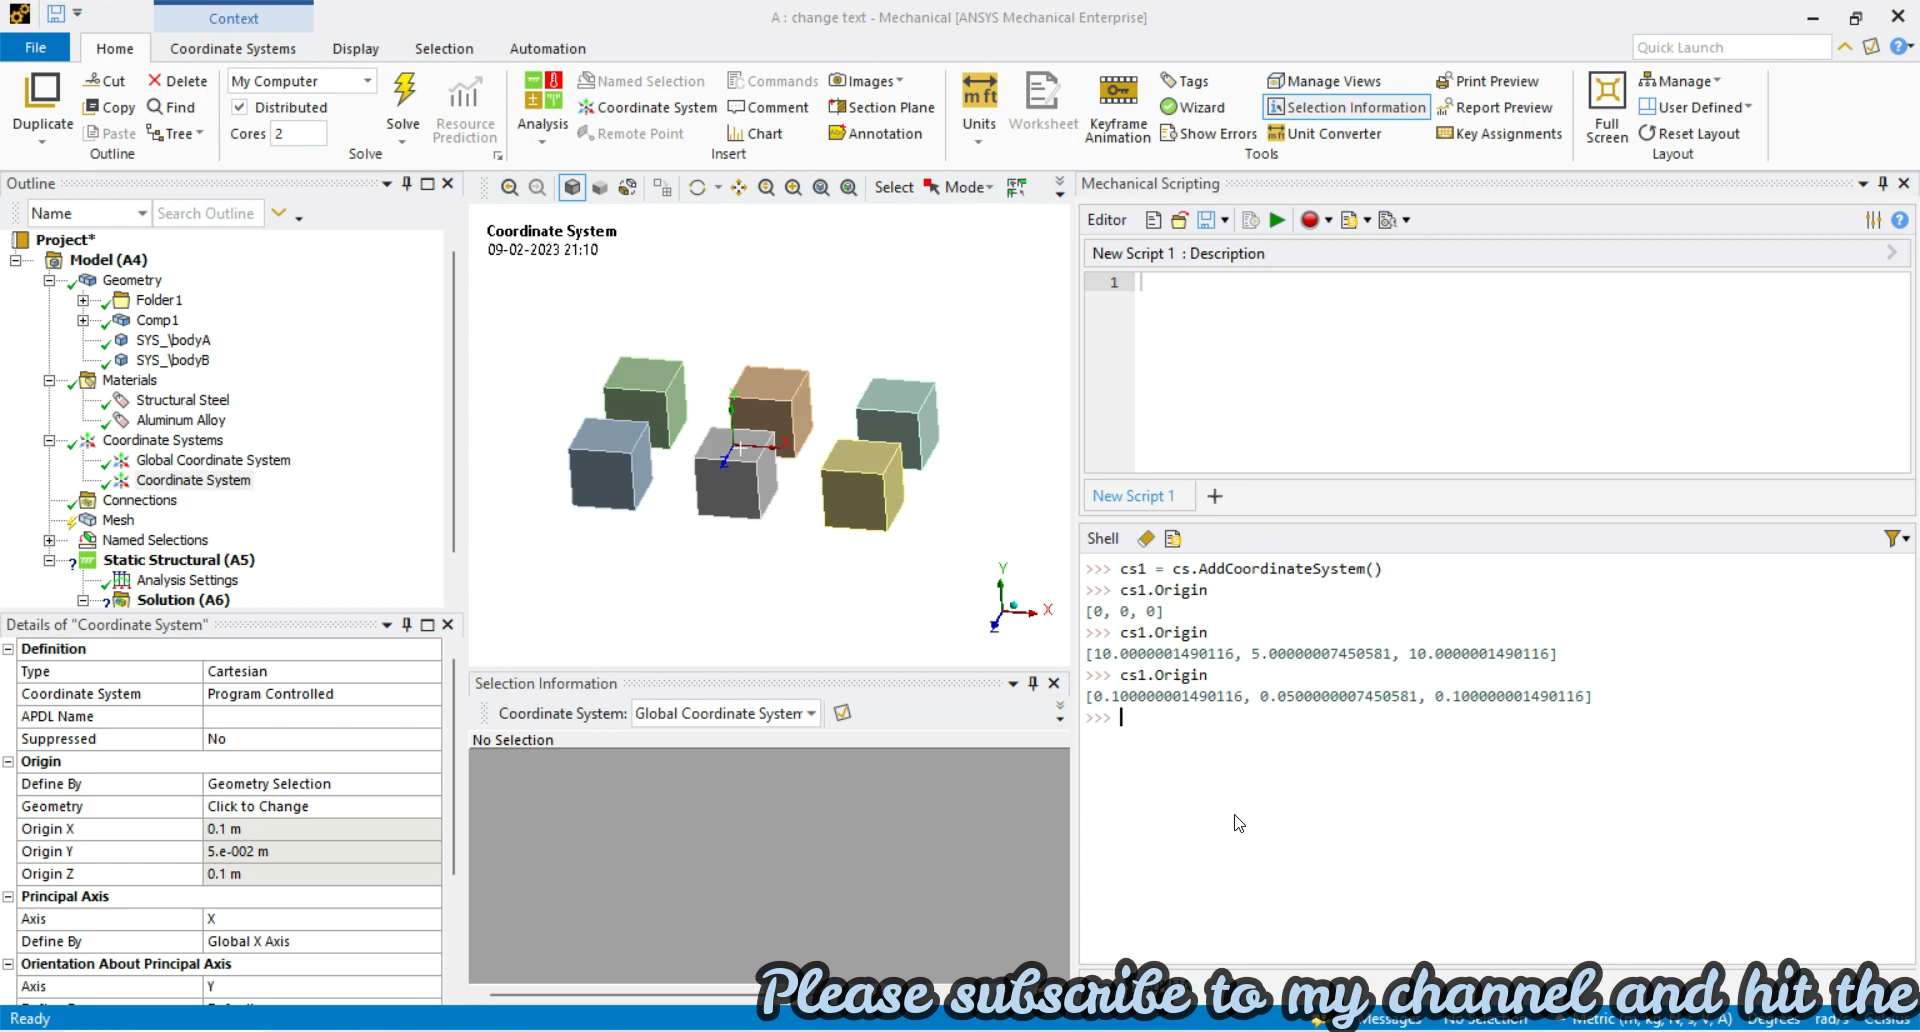 Context
A : change text - Mechanical [ANSYS Mechanical Enterprise]
File
Home
Coordinate Systems
Display
Selection
Automation
Quick Launch
Duplicate
Cut
Copy
Paste
Delete
Find
Tree
Outline
My Computer
Distributed
Cores 2
Solve
Resource
Prediction
Solve
Analysis
Named Selection
Coordinate System
Remote Point
Commands
Comment
Chart
Images
Section Plane
Annotation
Insert
Units
Worksheet
Keyframe
Animation
Tags
Wizard
Show Errors
Manage Views
Selection Information
Unit Converter
Print Preview
Report Preview
Key Assignments
Tools
Full
Screen
Manage
User Defined
Reset Layout
Layout
Outline
Name
Search Outline
Project*
Model (A4)
Geometry
Folder1
Comp1
SYS_\bodyA
SYS_\bodyB
Materials
Structural Steel
Aluminum Alloy
Coordinate Systems
Global Coordinate System
Coordinate System
Connections
Mesh
Named Selections
Static Structural (A5)
Analysis Settings
Solution (A6)
Details of "Coordinate System"
Definition
Type Cartesian
Coordinate System Program Controlled
APDL Name
Suppressed No
Origin
Define By Geometry Selection
Geometry Click to Change
Origin X 0.1 m
Origin Y 5.e-002 m
Origin Z 0.1 m
Principal Axis
Axis X
Define By Global X Axis
Orientation About Principal Axis
Axis Y
Select
Mode
Coordinate System
09-02-2023 21:10
X
Z
Y
X
Z
Selection Information
Coordinate System: Global Coordinate System
No Selection
Mechanical Scripting
Editor
New Script 1 : Description
1
New Script 1
Shell
>>> cs1 = cs.AddCoordinateSystem()
>>> cs1.Origin
[0, 0, 0]
>>> cs1.Origin
[10.0000001490116, 5.00000007450581, 10.0000001490116]
>>> cs1.Origin
[0.100000001490116, 0.0500000007450581, 0.100000001490116]
>>>
Please subscribe to my channel and hit the
Ready
Messages
No Selection
Metric (m, kg, N, s, V, A)
Degrees
rad/s
Celsius